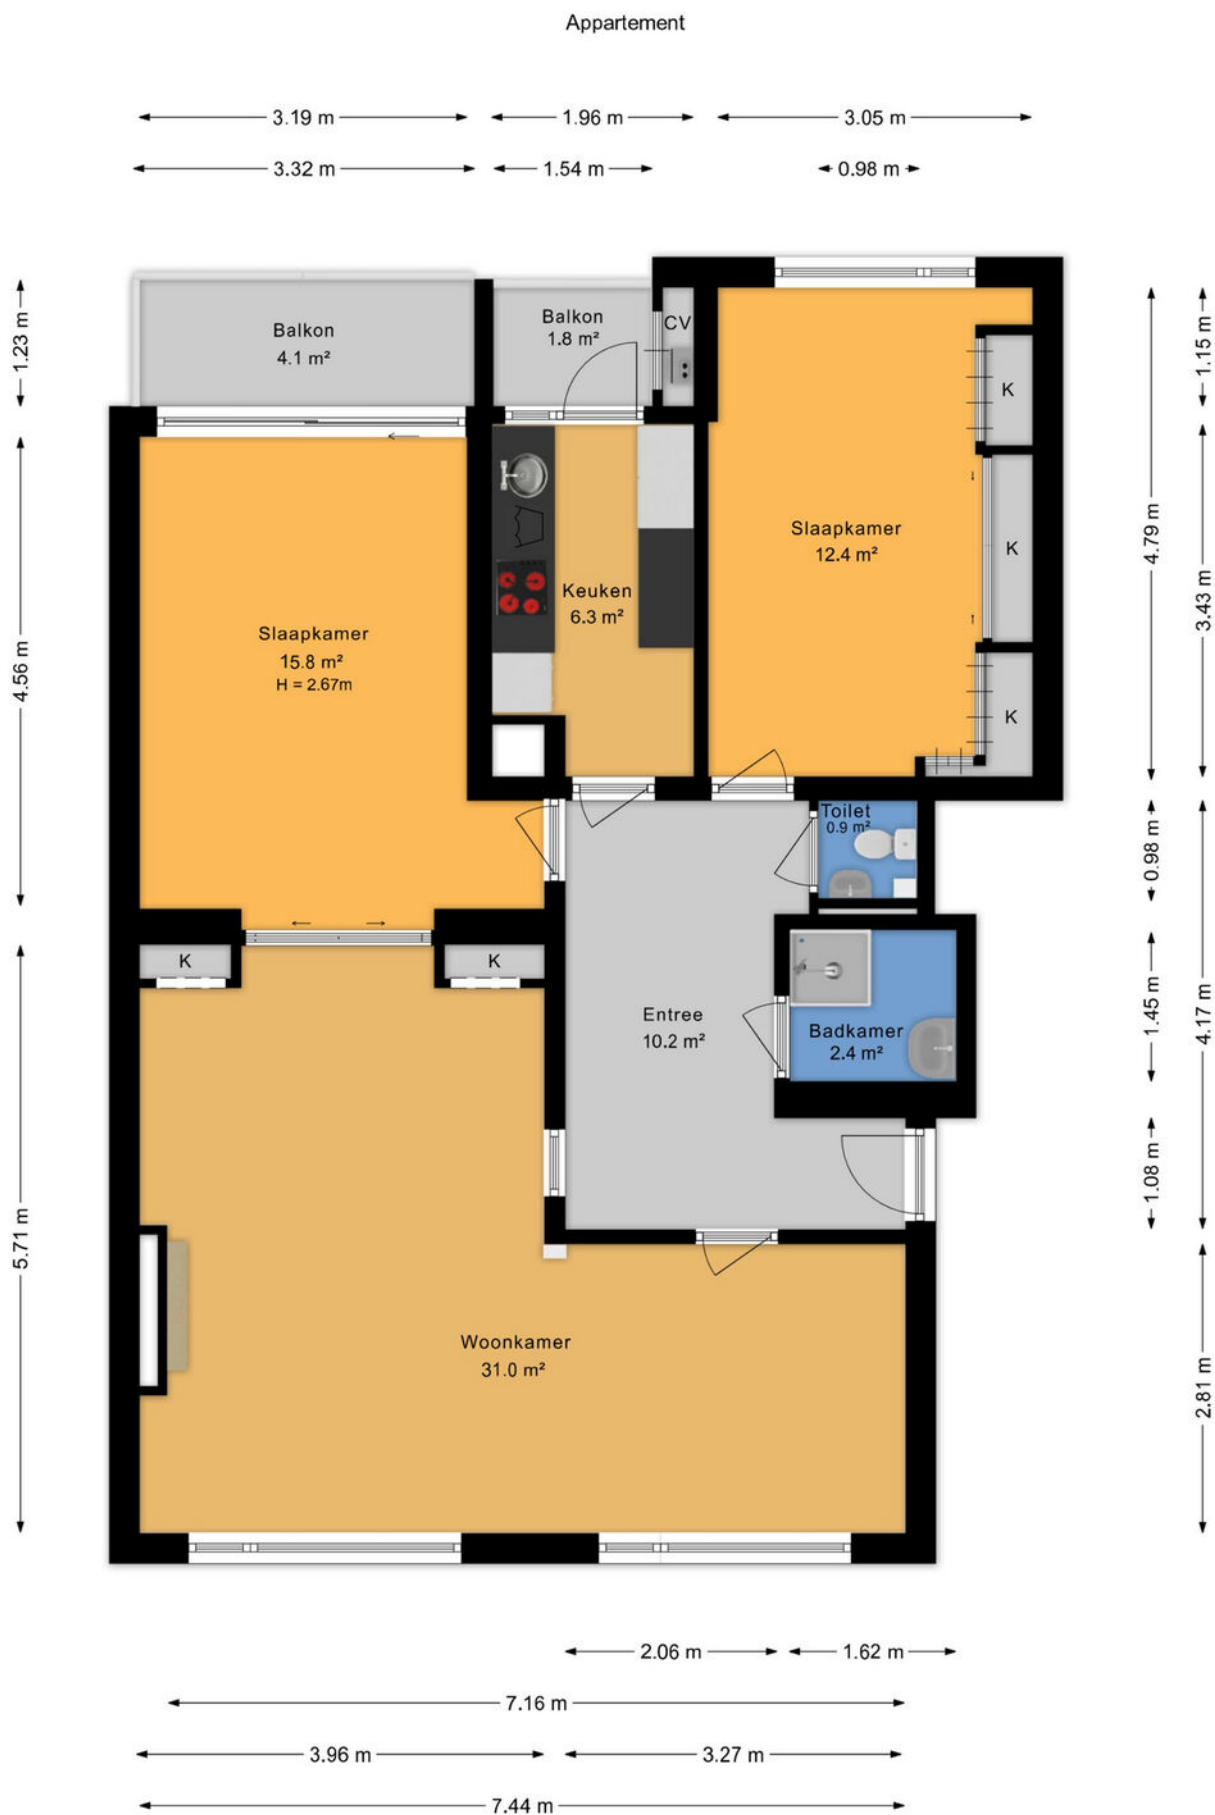 Appartement
3.19 m
1.96 m
3.05 m
3.32 m
1.54 m
0.98 m
1.23 m
4.56 m
5.71 m
Balkon
4.1 m²
Balkon
1.8 m²
CV
K
Slaapkamer
12.4 m²
K
K
Keuken
6.3 m²
Slaapkamer
15.8 m²
H = 2.67m
Toilet
0.9 m²
K
K
Entree
10.2 m²
Badkamer
2.4 m²
Woonkamer
31.0 m²
4.79 m
0.98 m
1.45 m
1.08 m
1.15 m
3.43 m
4.17 m
2.81 m
2.06 m
1.62 m
7.16 m
3.96 m
3.27 m
7.44 m